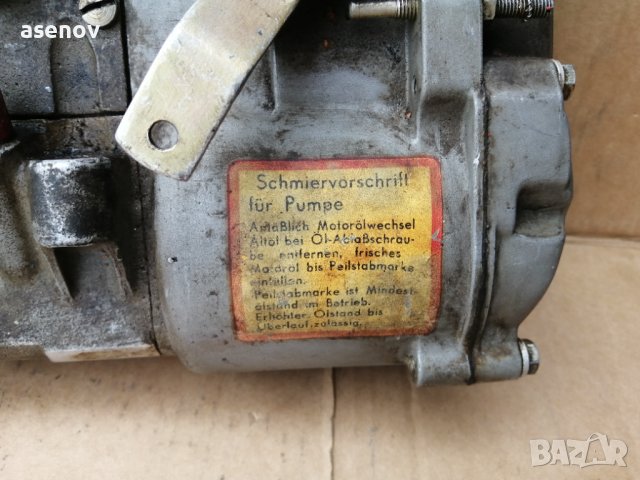 asenov
Schmiervorschrift
für Pumpe
Anläßlich Motorölwechsel
Altöl bei Öl-Ablaßschrau-
be entfernen, frisches
Motoröl bis Peilstabmarke
einfüllen.
Peilstabmarke ist Mindest-
ölstand im Betrieb.
Erhöhter Ölstand bis
Überlauf zulässig.
BAZAR